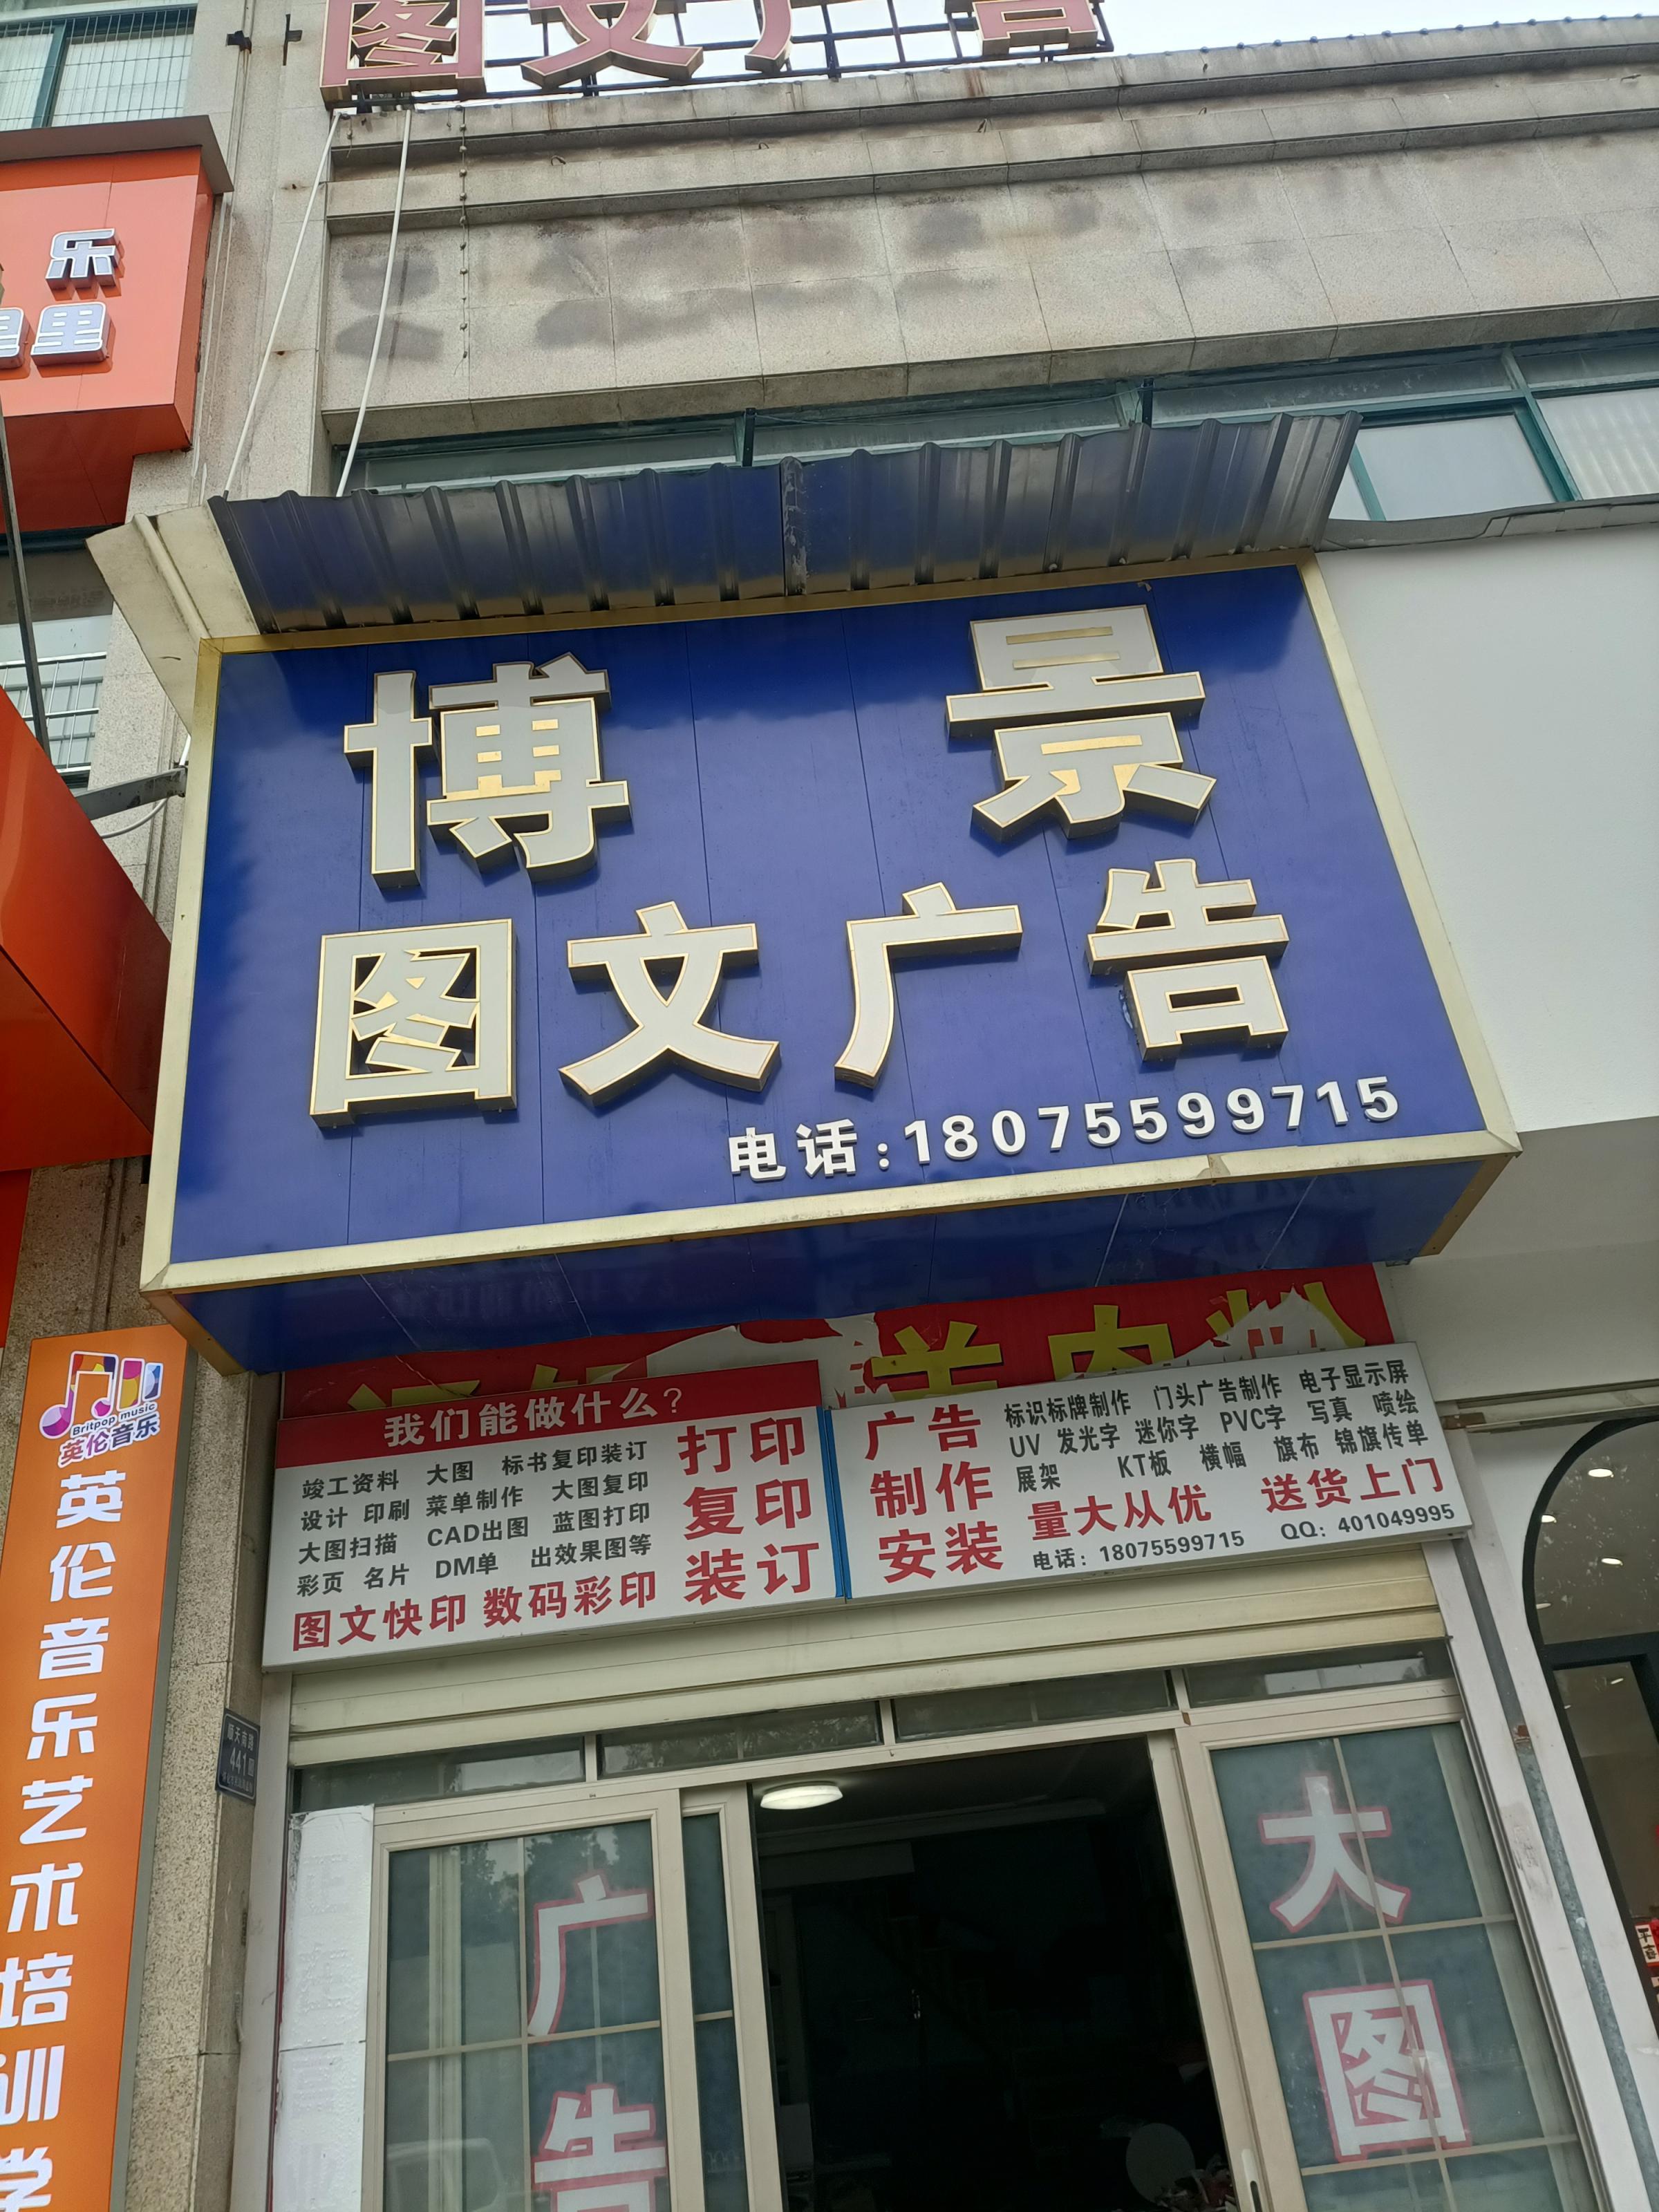 图文广告
乐
里
博景
图文广告
电话:18075599715
羊肉粉
我们能做什么?
竣工资料 大图 标书复印装订
设计 印刷 菜单制作 大图复印
大图扫描 CAD出图 蓝图打印
彩页 名片 DM单 出效果图等
图文快印 数码彩印
打印
复印
装订
广告
制作
安装
标识标牌制作 门头广告制作 电子显示屏
UV 发光字 迷你字 PVC字 写真 喷绘
展架 KT板 横幅 旗布 锦旗传单
量大从优 送货上门
电话: 18075599715 QQ: 401049995
Britpop music
英伦音乐
英伦音乐艺术培训学
顺天南路
441
广告
大图